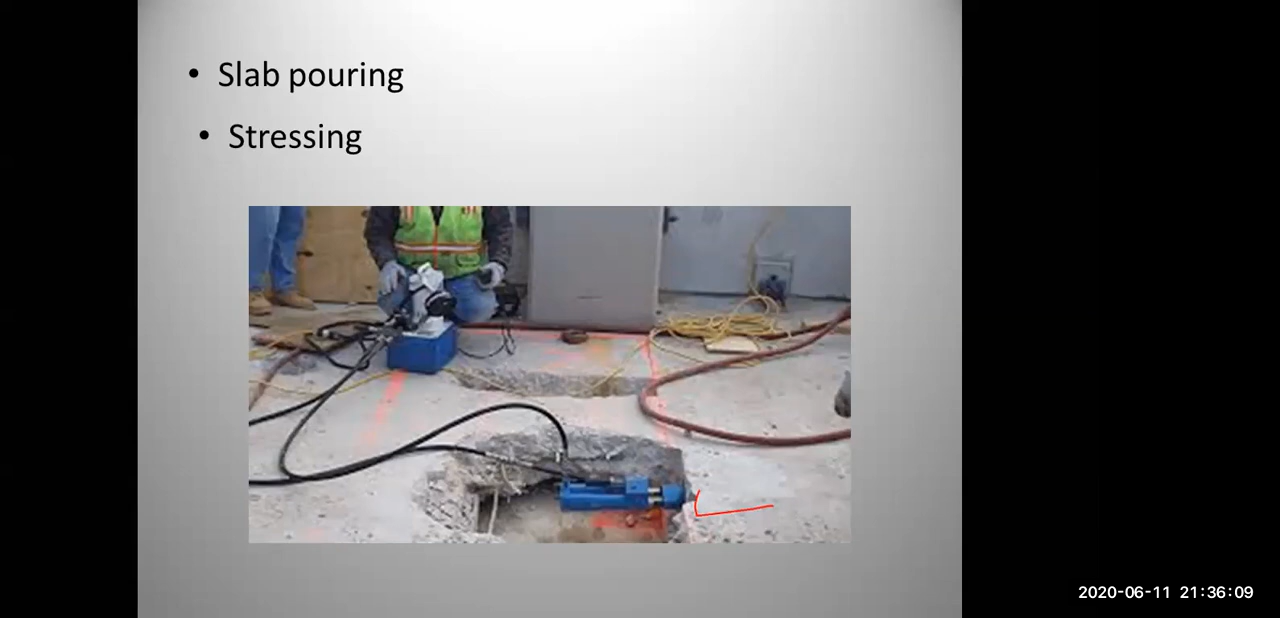 • Slab pouring
• Stressing
2020-06-11 21:36:09